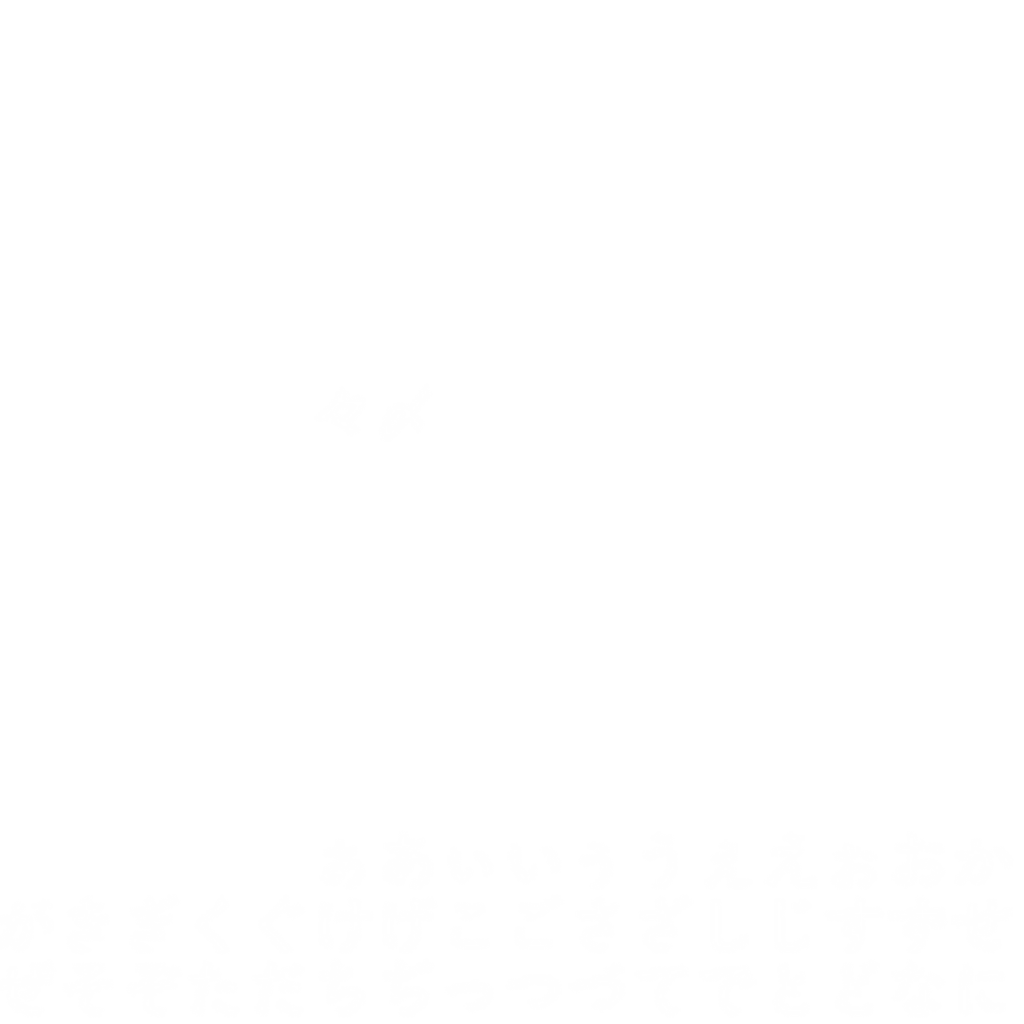 々〆
ぁあぃいぅうぇえぉおか
がきぎくぐけげこごさざしじすずせ
ぜそぞただちぢっつづてでとどなに